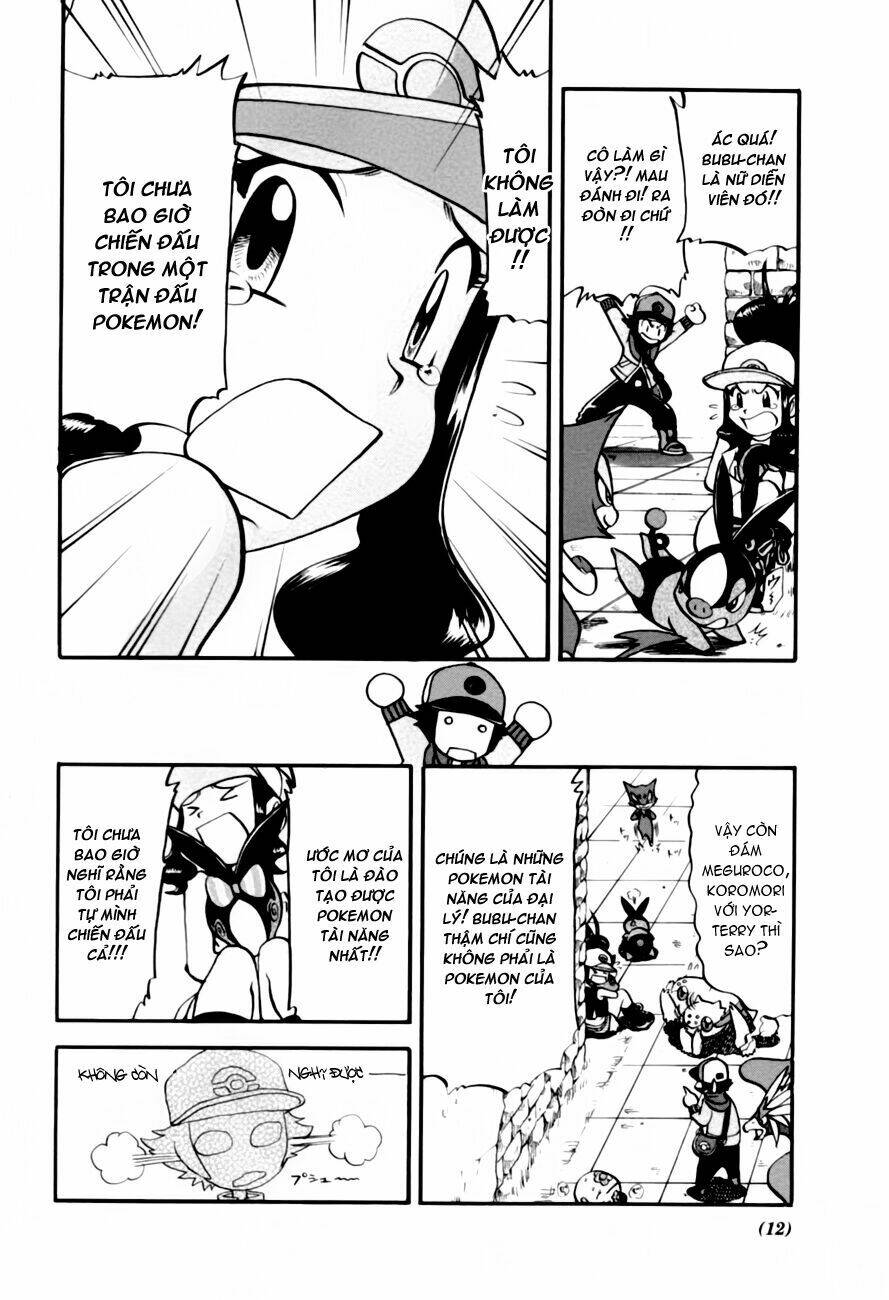 ÁC QUÁ!
BUBU-CHAN
LÀ NỮ DIỄN
VIÊN ĐÓ!!
CÔ LÀM GÌ
VẬY?! MAU
ĐÁNH ĐI! RA
ĐÒN ĐI CHỨ
!!
TÔI
KHÔNG
LÀM
ĐƯỢC
!!
TÔI CHƯA
BAO GIỜ
CHIẾN ĐẤU
TRONG MỘT
TRẬN ĐẤU
POKEMON!
VẬY CÒN
ĐÁM
MEGUROCO,
KOROMORI
VỚI YOR-
TERRY THÌ
SAO?
CHÚNG LÀ NHỮNG
POKEMON TÀI
NĂNG CỦA ĐẠI
LÝ! BUBU-CHAN
THẬM CHÍ CŨNG
KHÔNG PHẢI LÀ
POKEMON CỦA
TÔI!
ƯỚC MƠ CỦA
TÔI LÀ ĐÀO
TẠO ĐƯỢC
POKEMON
TÀI NĂNG
NHẤT!!
TÔI CHƯA
BAO GIỜ
NGHĨ RẰNG
TÔI PHẢI
TỰ MÌNH
CHIẾN ĐẤU
CẢ!!!
KHÔNG CÒN NGHĨ ĐƯỢC
プシュー
(12)